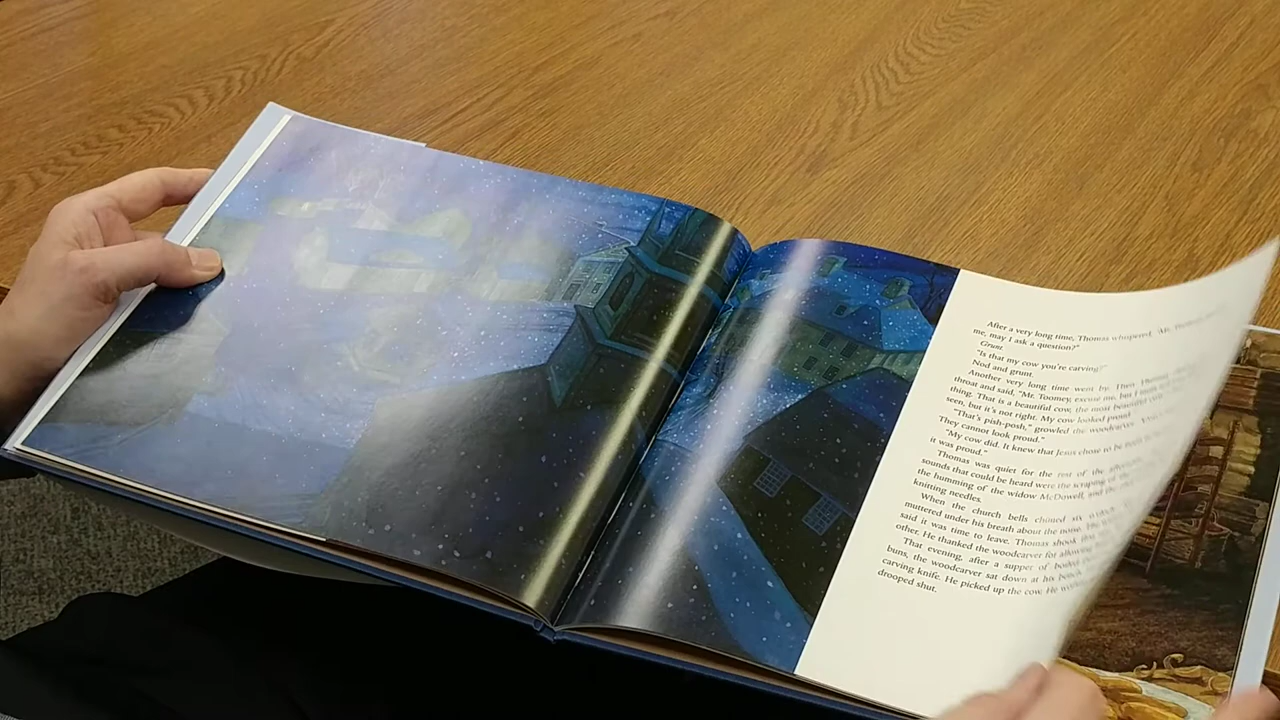 After a very long time, Thomas whispered, "Mr.
me, may I ask a question?"
Grunt.
"Is that my cow you're carving?"
Nod and grunt.
Another very long time went by. Then Thomas
throat and said, "Mr. Toomey, excuse me, but I
thing. That is a beautiful cow, the most beautiful cow
seen, but it's not right. My cow looked proud."
"That's pish-posh," growled the woodcarver.
They cannot look proud."
"My cow did. It knew that Jesus chose to be
it was proud."
Thomas was quiet for the rest of the afternoon.
sounds that could be heard were the scraping of the
the humming of the widow McDowell, and the
knitting needles.
When the church bells chimed six
muttered under his breath about the noise.
said it was time to leave. Thomas shook
other. He thanked the woodcarver for allowing
That evening, after a supper of boiled
buns, the woodcarver sat down at his bench.
carving knife. He picked up the cow. He
drooped shut.